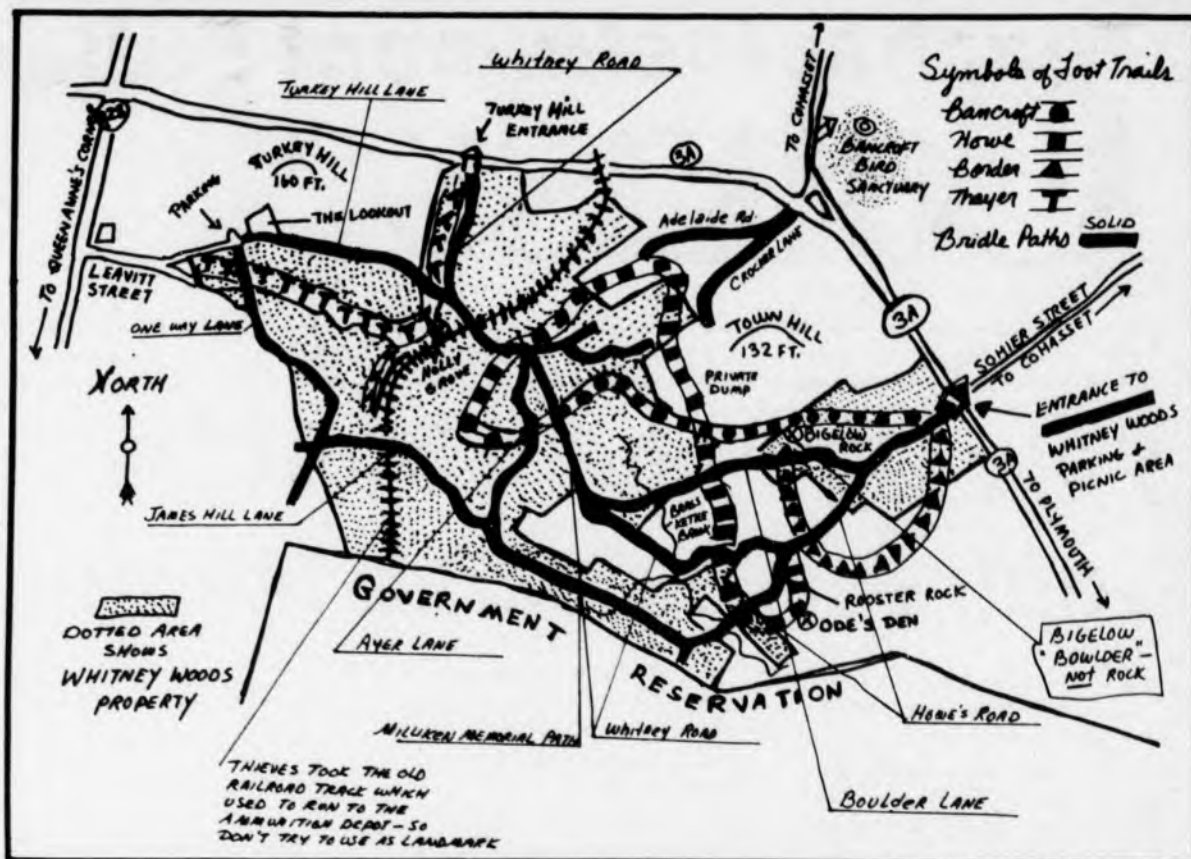 Whitney Road
Turkey Hill Lane
TO QUEEN ANNE'S CORNER
TURKEY HILL
ENTRANCE
TURKEY HILL
160 FT.
PARKING
THE LOOKOUT
3A
TO COHASSET
BANCROFT
BIRD
SANCTUARY
Symbols of Foot Trails
Bancroft
Howe
Border
Thayer
Bridle Paths SOLID
Adelaide Rd.
CROCKER LANE
LEAVITT
STREET
ONE WAY LANE
NORTH
HOLLY
GROVE
TOWN HILL
132 FT.
PRIVATE
DUMP
3A
SOHIER STREET
TO COHASSET
ENTRANCE TO
WHITNEY WOODS
PARKING &
PICNIC AREA
BIGELOW
ROCK
3A
TO PLYMOUTH
JAMES HILL LANE
ROOSTER ROCK
ODE'S DEN
BIGELOW
"BOWLDER" -
NOT ROCK
GOVERNMENT
RESERVATION
DOTTED AREA
SHOWS
WHITNEY WOODS
PROPERTY
AYER LANE
MILLIKEN MEMORIAL PATH
Whitney Road
HOWE'S ROAD
BOULDER LANE
THIEVES TOOK THE OLD
RAILROAD TRACK WHICH
USED TO RUN TO THE
AMMUNITION DEPOT - SO
DON'T TRY TO USE AS LANDMARK